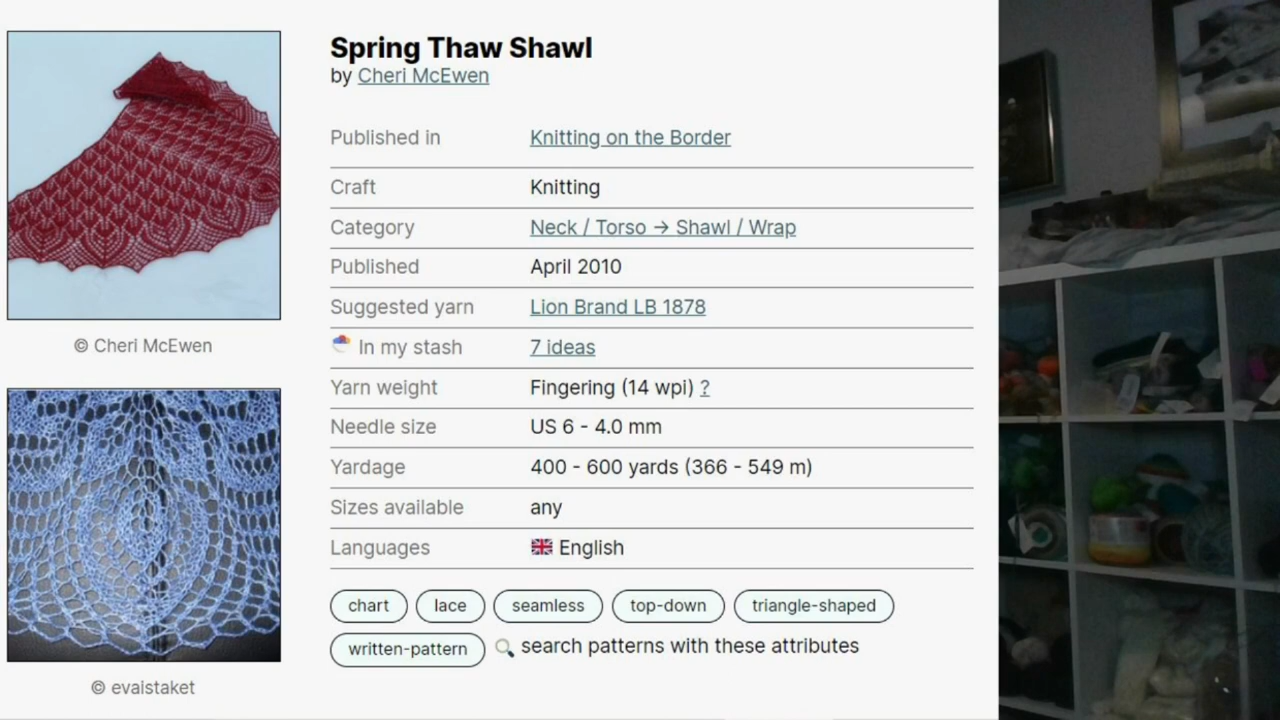 Spring Thaw Shawl
by Cheri McEwen
Published in Knitting on the Border
Craft Knitting
Category Neck / Torso → Shawl / Wrap
Published April 2010
Suggested yarn Lion Brand LB 1878
In my stash 7 ideas
Yarn weight Fingering (14 wpi) ?
Needle size US 6 - 4.0 mm
Yardage 400 - 600 yards (366 - 549 m)
Sizes available any
Languages English
chart lace seamless top-down triangle-shaped
written-pattern search patterns with these attributes
© Cheri McEwen
© evaistaket